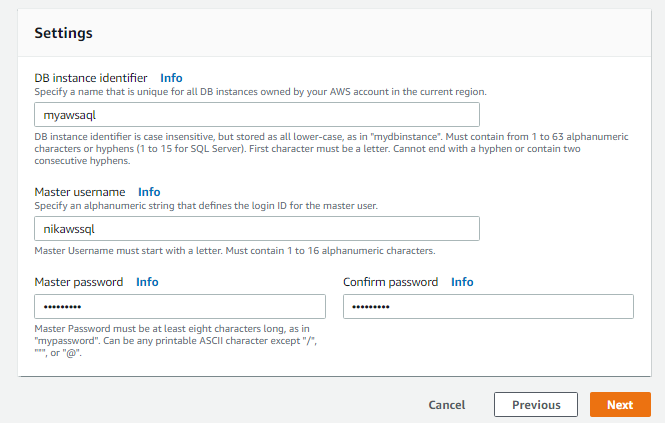 Settings
DB instance identifier Info
Specify a name that is unique for all DB instances owned by your AWS account in the current region.
myawsaql
DB instance identifier is case insensitive, but stored as all lower-case, as in "mydbinstance". Must contain from 1 to 63 alphanumeric
characters or hyphens (1 to 15 for SQL Server). First character must be a letter. Cannot end with a hyphen or contain two
consecutive hyphens.
Master username Info
Specify an alphanumeric string that defines the login ID for the master user.
nikawssql
Master Username must start with a letter. Must contain 1 to 16 alphanumeric characters.
Master password Info Confirm password Info
••••••••• •••••••••
Master Password must be at least eight characters long, as in
"mypassword". Can be any printable ASCII character except "/",
""", or "@".
Cancel Previous Next